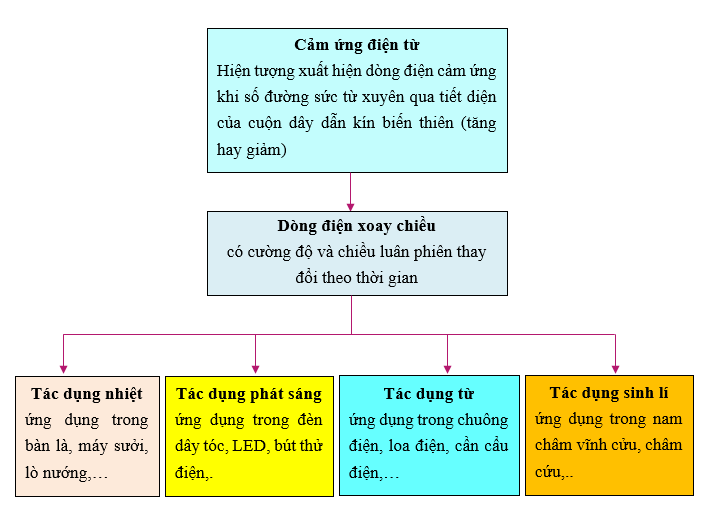 Cảm ứng điện từ
Hiện tượng xuất hiện dòng điện cảm ứng
khi số đường sức từ xuyên qua tiết diện
của cuộn dây dẫn kín biến thiên (tăng
hay giảm)
Dòng điện xoay chiều
có cường độ và chiều luân phiên thay
đổi theo thời gian
Tác dụng nhiệt
ứng dụng trong
bàn là, máy sưởi,
lò nướng,…
Tác dụng phát sáng
ứng dụng trong đèn
dây tóc, LED, bút thử
điện,.
Tác dụng từ
ứng dụng trong chuông
điện, loa điện, cần cẩu
điện,…
Tác dụng sinh lí
ứng dụng trong nam
châm vĩnh cửu, châm
cứu,..